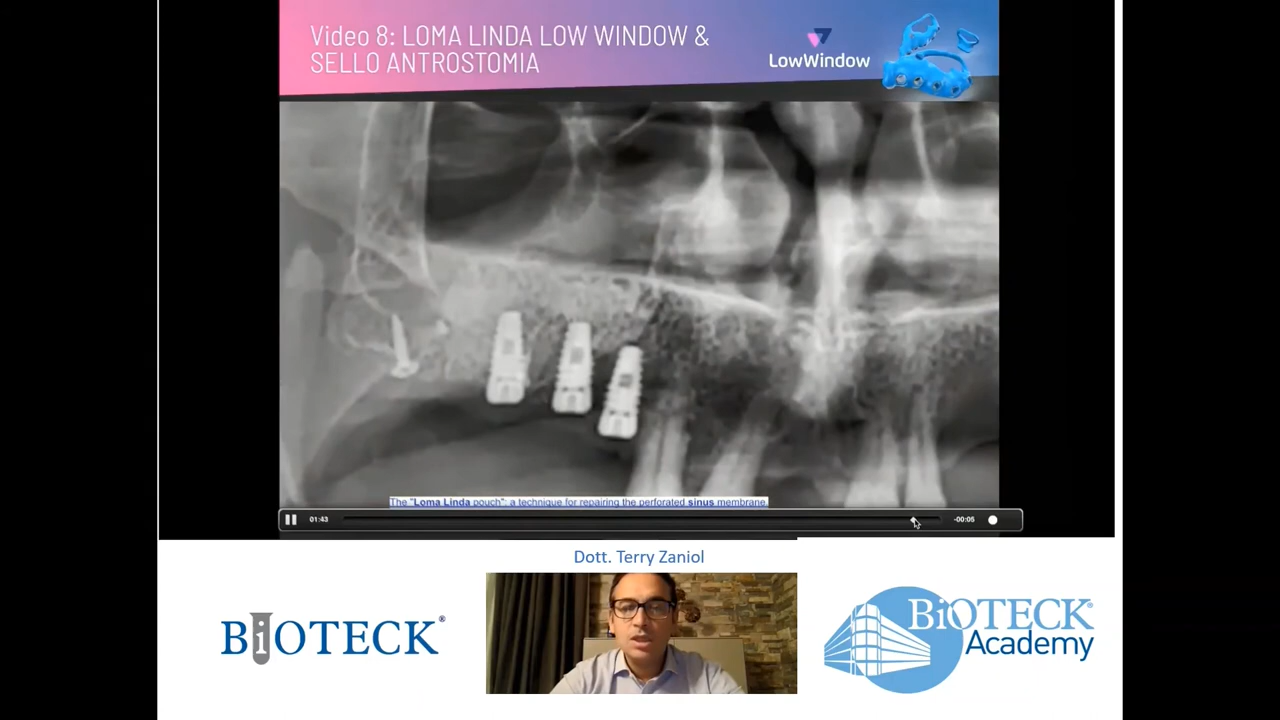 Video 8: LOMA LINDA LOW WINDOW &
SELLO ANTROSTOMIA
LowWindow
The "Loma Linda pouch": a technique for repairing the perforated sinus membrane.
01:43
-00:05
Dott. Terry Zaniol
BiOTECK®
BiOTECK®
Academy